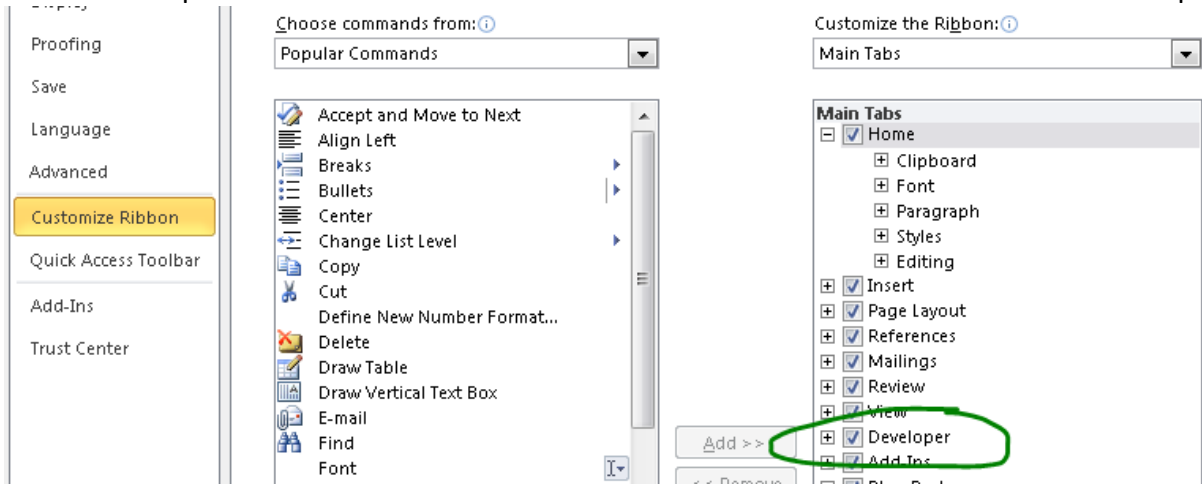 Display
Proofing
Save
Language
Advanced
Customize Ribbon
Quick Access Toolbar
Add-Ins
Trust Center
Choose commands from:
Popular Commands
Accept and Move to Next
Align Left
Breaks
Bullets
Center
Change List Level
Copy
Cut
Define New Number Format...
Delete
Draw Table
Draw Vertical Text Box
E-mail
Find
Font
Add >>
<< Remove
Customize the Ribbon:
Main Tabs
Main Tabs
Home
Clipboard
Font
Paragraph
Styles
Editing
Insert
Page Layout
References
Mailings
Review
View
Developer
Add-Ins